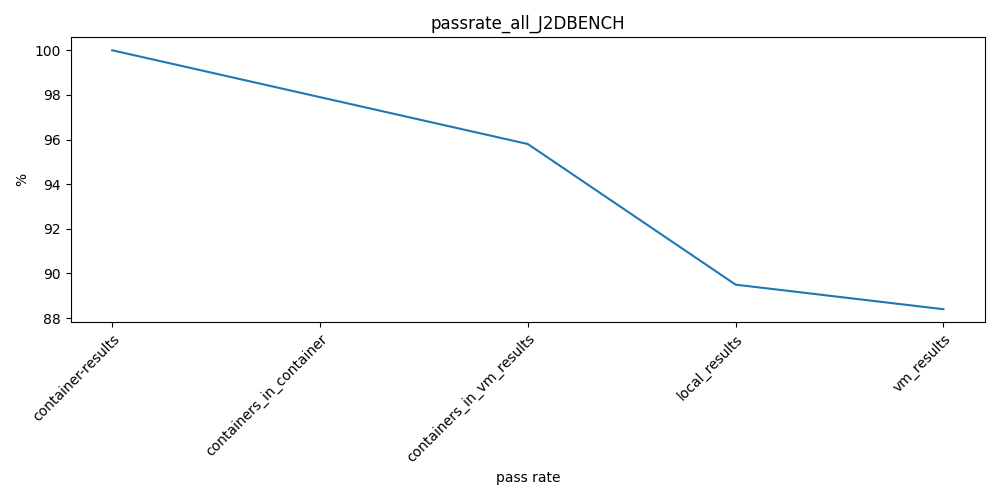 passrate_all_J2DBENCH
100
98
96
94
92
90
88
%
container-results
containers_in_container
containers_in_vm_results
local_results
vm_results
pass rate